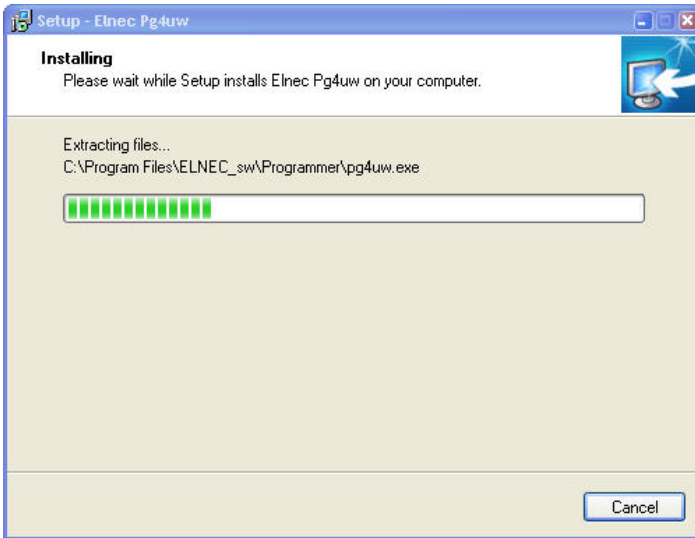 Setup - Elnec Pg4uw
Installing
Please wait while Setup installs Elnec Pg4uw on your computer.
Extracting files...
C:\Program Files\ELNEC_sw\Programmer\pg4uw.exe
Cancel